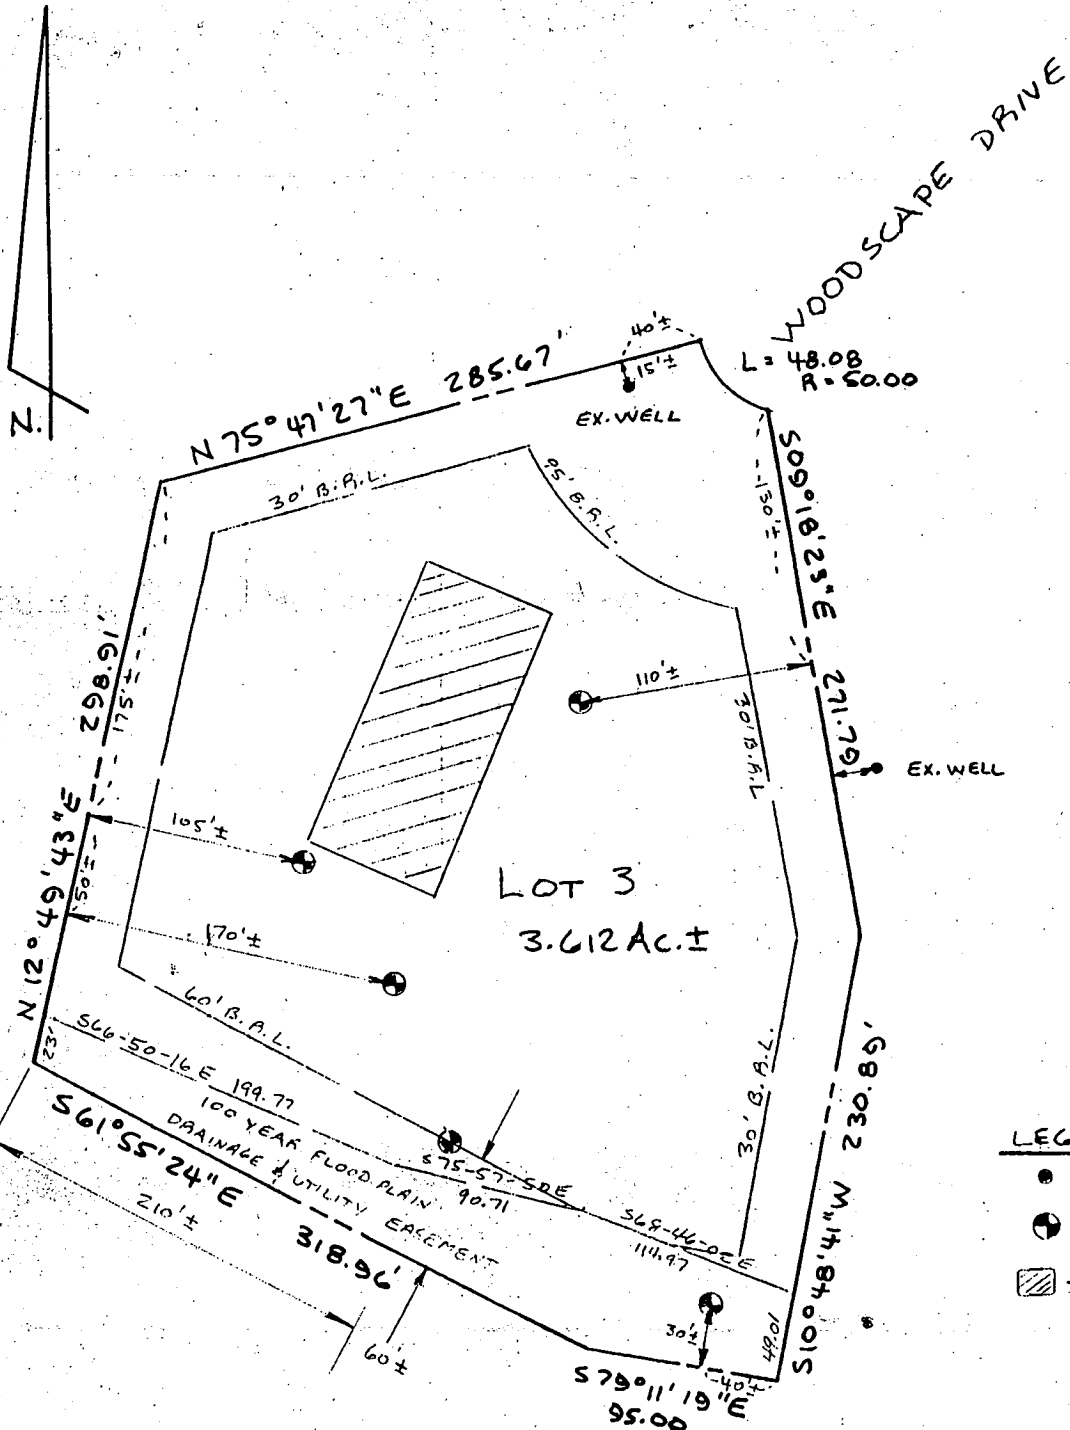 WOODSCAPE DRIVE
N.
40'±
15'±
L = 48.08
R = 50.00
EX. WELL
N 75° 47' 27" E 285.67'
30' B.R.L.
95' B.R.L.
130'±
S09° 18' 23" E 271.79
110'±
30' B.R.L
EX. WELL
N 12° 49' 43" E 298.91'
175'±
105'±
50'±
170'±
LOT 3
3.612 AC.±
60' B.R.L.
23'
S66-50-16 E 199.77
100 YEAR FLOOD PLAIN
DRAINAGE & UTILITY EASEMENT
S75-57-50E
90.71
S68-46-02E
114.97
30' B.R.L.
S10° 48' 41" W 230.89'
49.01
S61° 55' 24" E 318.96'
210'±
60'±
30'±
40'±
S79° 11' 19" E
95.00
LEG